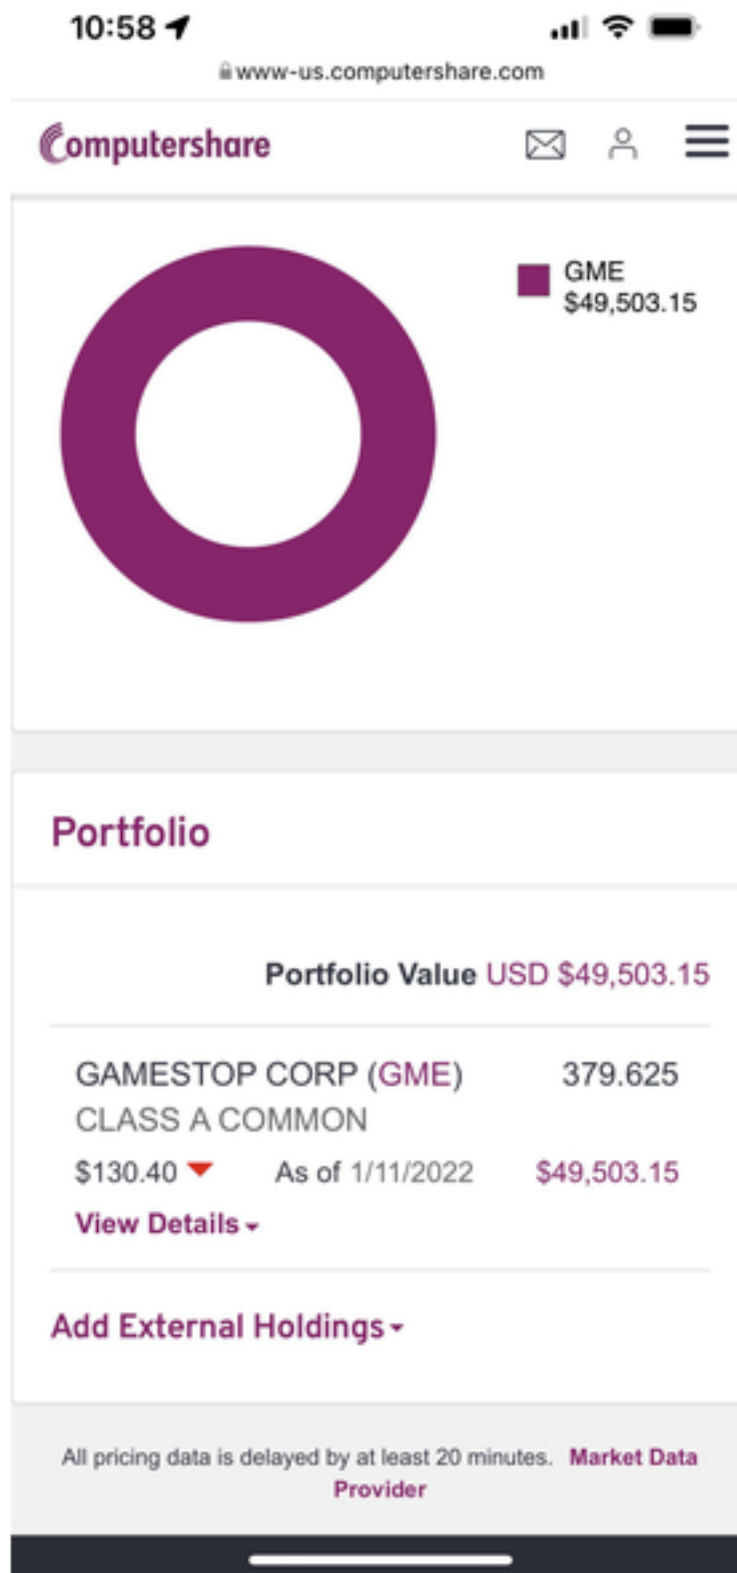 10:58
www-us.computershare.com
Computershare
GME
$49,503.15
Portfolio
Portfolio Value USD $49,503.15
GAMESTOP CORP (GME) 379.625
CLASS A COMMON
$130.40 As of 1/11/2022 $49,503.15
View Details
Add External Holdings
All pricing data is delayed by at least 20 minutes. Market Data
Provider